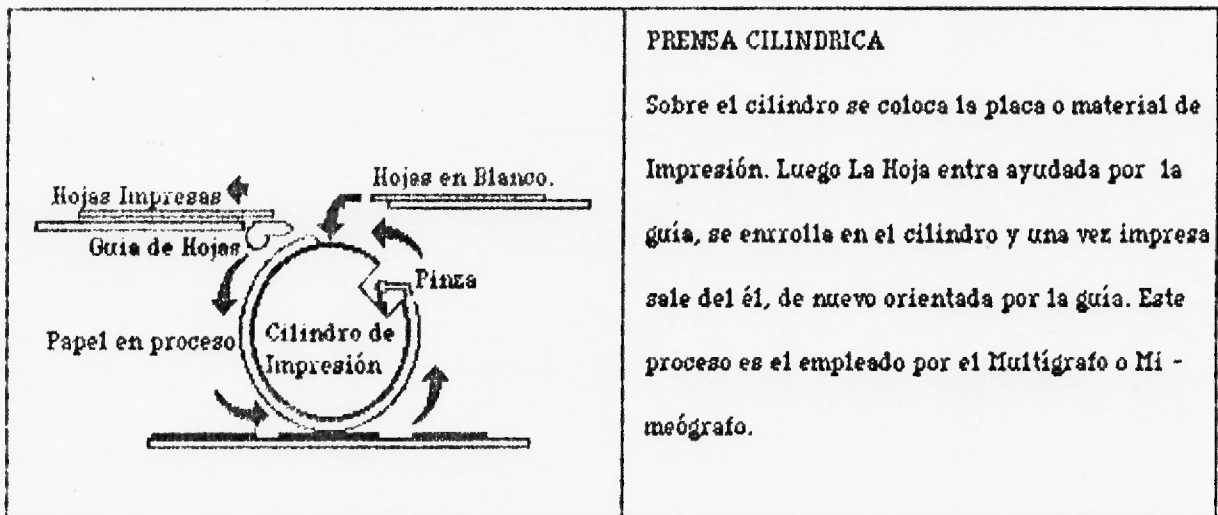 Hojas Impresas
Hojas en Blanco.
Guia de Hojas
Pinza
Papel en proceso
Cilindro de
Impresión
PRENSA CILINDRICA
Sobre el cilindro se coloca la placa o material de
Impresión. Luego La Hoja entra ayudada por la
guía, se enrrolla en el cilindro y una vez impresa
sale del él, de nuevo orientada por la guía. Este
proceso es el empleado por el Multígrafo o Mi -
meógrafo.